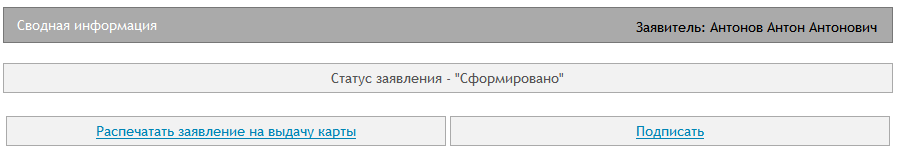 Сводная информация
Заявитель: Антонов Антон Антонович
Статус заявления - "Сформировано"
Распечатать заявление на выдачу карты
Подписать